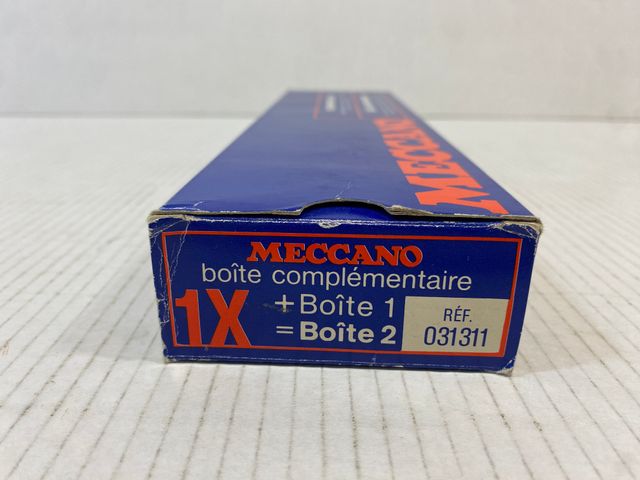 MECCANO
MECCANO
boîte complémentaire
1X
+ Boîte 1
= Boîte 2
RÉF.
031311